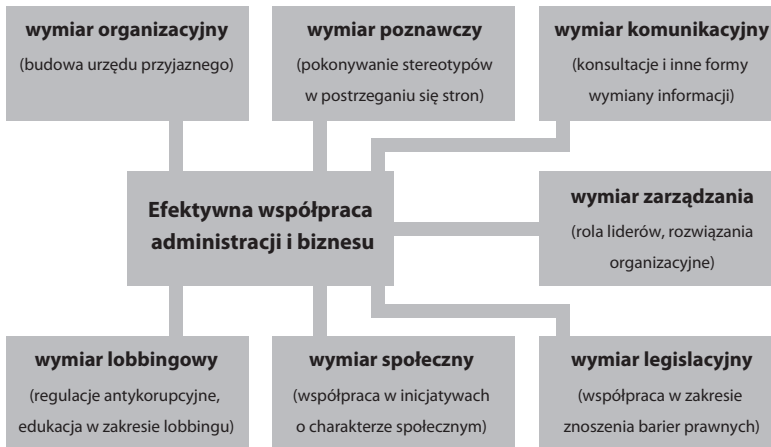 wymiar organizacyjny
(budowa urzędu przyjaznego)
wymiar poznawczy
(pokonywanie stereotypów
w postrzeganiu się stron)
wymiar komunikacyjny
(konsultacje i inne formy
wymiany informacji)
Efektywna współpraca
administracji i biznesu
wymiar zarządzania
(rola liderów, rozwiązania
organizacyjne)
wymiar lobbingowy
(regulacje antykorupcyjne,
edukacja w zakresie lobbingu)
wymiar społeczny
(współpraca w inicjatywach
o charakterze społecznym)
wymiar legislacyjny
(współpraca w zakresie
znoszenia barier prawnych)